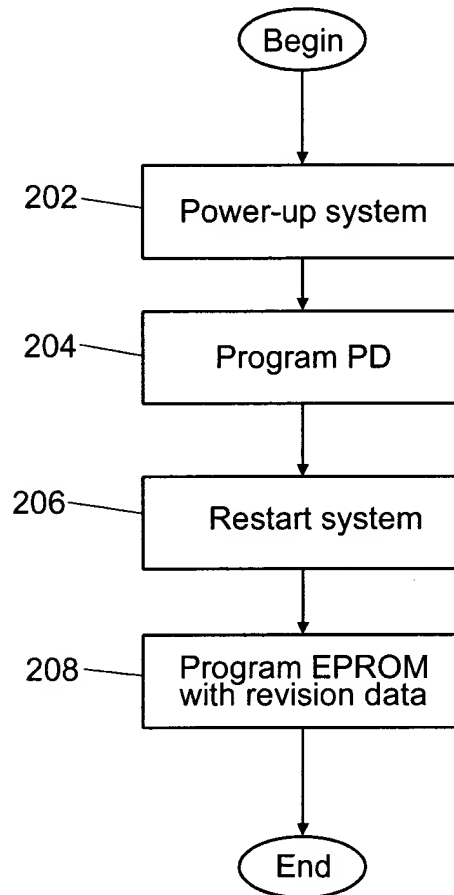 Begin
202
Power-up system
204
Program PD
206
Restart system
208
Program EPROM
with revision data
End